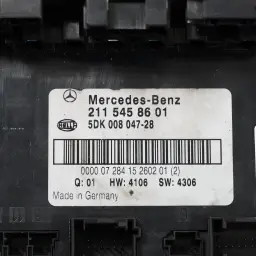 Mercedes-Benz
211 545 86 01
HELLA
5DK 008 047-28
0000 07 284 15 2602 01 (2)
Q: 01 HW: 4106 SW: 4306
Made in Germany